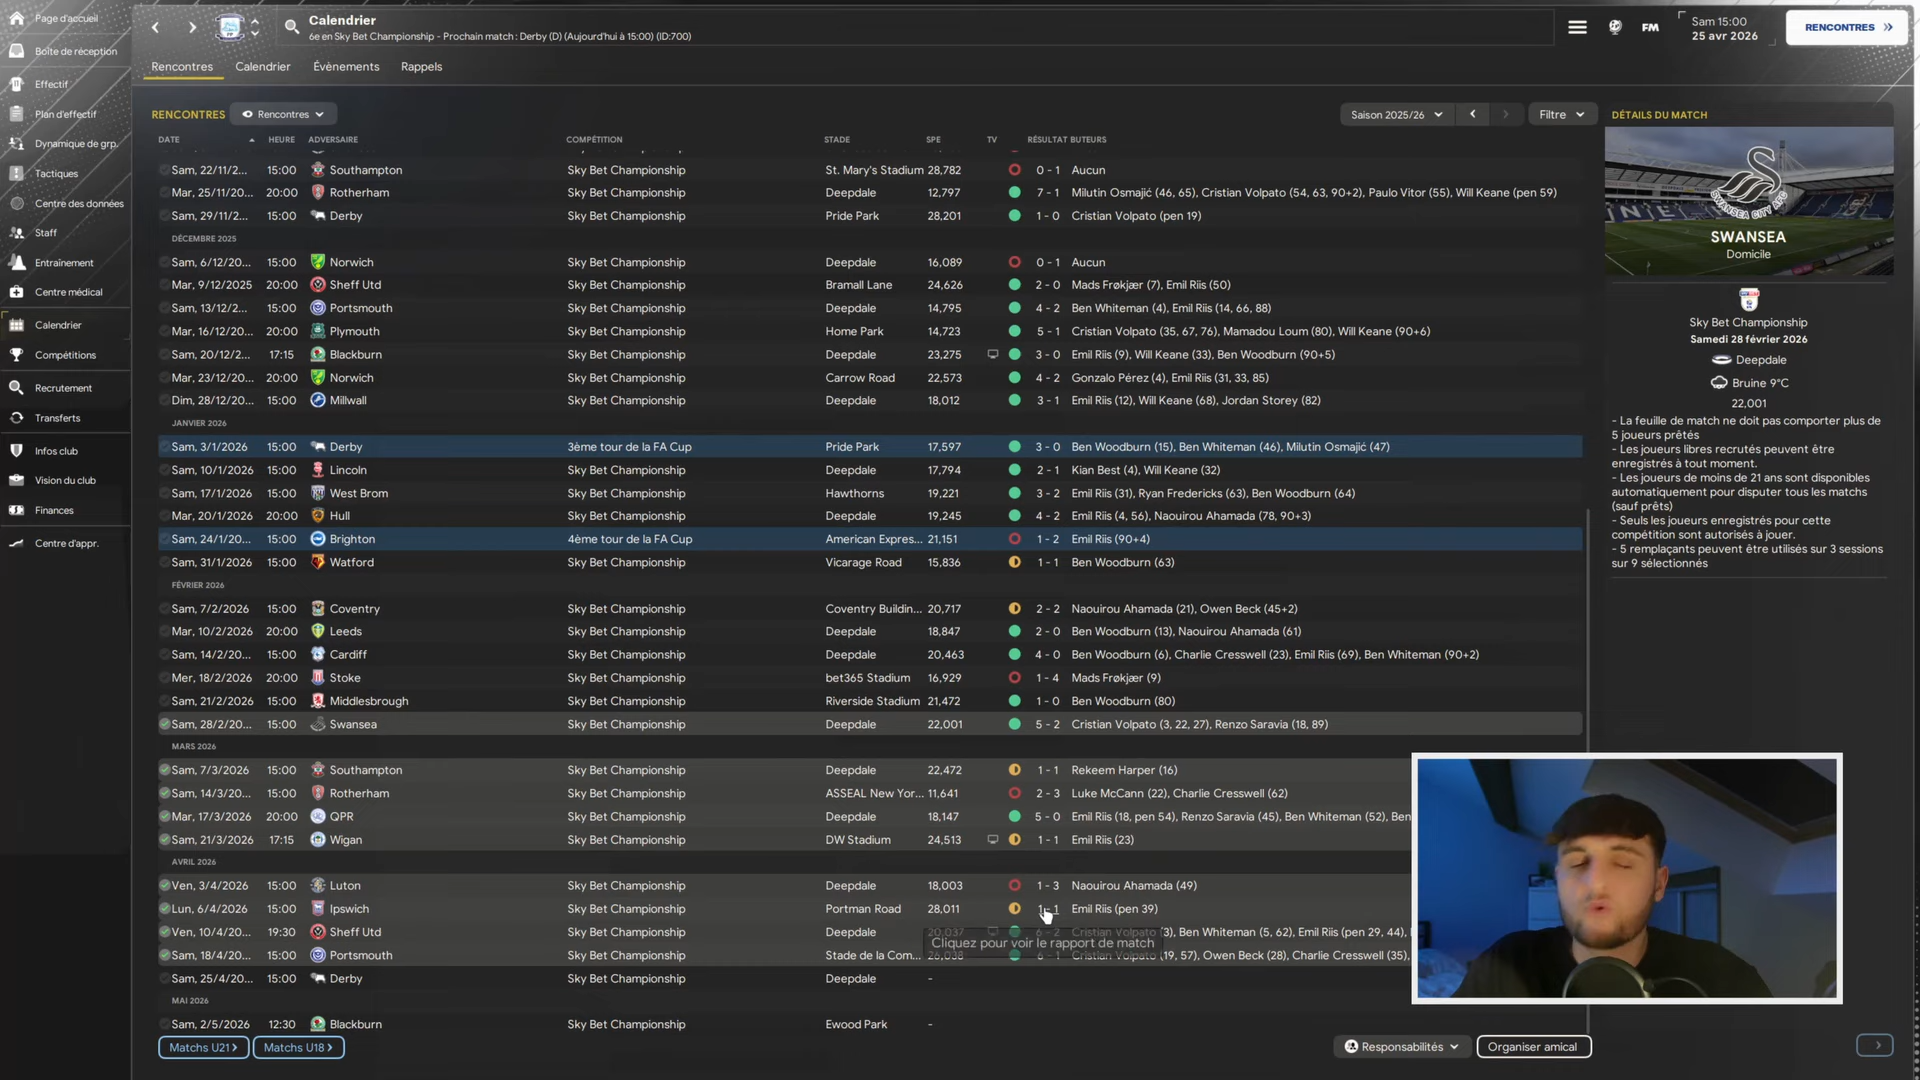 Page d'accueil
Boîte de réception
Effectif
Plan d'effectif
Dynamique de grp.
Tactiques
Centre des données
Staff
Entraînement
Centre médical
Calendrier
Compétitions
Recrutement
Transferts
Infos club
Vision du club
Finances
Centre d'appr.
Calendrier
6e en Sky Bet Championship - Prochain match : Derby (D) (Aujourd'hui à 15:00) (ID:700)
FM
Sam 15:00
25 avr 2026
RENCONTRES
Rencontres Calendrier Évènements Rappels
RENCONTRES Rencontres Saison 2025/26 Filtre
DATE HEURE ADVERSAIRE COMPÉTITION STADE SPE TV RÉSULTAT BUTEURS
Sam, 22/11/2... 15:00 Southampton Sky Bet Championship St. Mary's Stadium 28,782 0 - 1 Aucun
Mar, 25/11/20... 20:00 Rotherham Sky Bet Championship Deepdale 12,797 7 - 1 Milutin Osmajić (46, 65), Cristian Volpato (54, 63, 90+2), Paulo Vitor (55), Will Keane (pen 59)
Sam, 29/11/2... 15:00 Derby Sky Bet Championship Pride Park 28,201 1 - 0 Cristian Volpato (pen 19)
DÉCEMBRE 2025
Sam, 6/12/20... 15:00 Norwich Sky Bet Championship Deepdale 16,089 0 - 1 Aucun
Mar, 9/12/2025 20:00 Sheff Utd Sky Bet Championship Bramall Lane 24,626 2 - 0 Mads Frøkjær (7), Emil Riis (50)
Sam, 13/12/2... 15:00 Portsmouth Sky Bet Championship Deepdale 14,795 4 - 2 Ben Whiteman (4), Emil Riis (14, 66, 88)
Mar, 16/12/20... 20:00 Plymouth Sky Bet Championship Home Park 14,723 5 - 1 Cristian Volpato (35, 67, 76), Mamadou Loum (80), Will Keane (90+6)
Sam, 20/12/2... 17:15 Blackburn Sky Bet Championship Deepdale 23,275 3 - 0 Emil Riis (9), Will Keane (33), Ben Woodburn (90+5)
Mar, 23/12/20... 20:00 Norwich Sky Bet Championship Carrow Road 22,573 4 - 2 Gonzalo Pérez (4), Emil Riis (31, 33, 85)
Dim, 28/12/20... 15:00 Millwall Sky Bet Championship Deepdale 18,012 3 - 1 Emil Riis (12), Will Keane (68), Jordan Storey (82)
JANVIER 2026
Sam, 3/1/2026 15:00 Derby 3ème tour de la FA Cup Pride Park 17,597 3 - 0 Ben Woodburn (15), Ben Whiteman (46), Milutin Osmajić (47)
Sam, 10/1/2026 15:00 Lincoln Sky Bet Championship Deepdale 17,794 2 - 1 Kian Best (4), Will Keane (32)
Sam, 17/1/2026 15:00 West Brom Sky Bet Championship Hawthorns 19,221 3 - 2 Emil Riis (31), Ryan Fredericks (63), Ben Woodburn (64)
Mar, 20/1/2026 20:00 Hull Sky Bet Championship Deepdale 19,245 4 - 2 Emil Riis (4, 56), Naouirou Ahamada (78, 90+3)
Sam, 24/1/20... 15:00 Brighton 4ème tour de la FA Cup American Expres... 21,151 1 - 2 Emil Riis (90+4)
Sam, 31/1/2026 15:00 Watford Sky Bet Championship Vicarage Road 15,836 1 - 1 Ben Woodburn (63)
FÉVRIER 2026
Sam, 7/2/2026 15:00 Coventry Sky Bet Championship Coventry Buildin... 20,717 2 - 2 Naouirou Ahamada (21), Owen Beck (45+2)
Mar, 10/2/2026 20:00 Leeds Sky Bet Championship Deepdale 18,847 2 - 0 Ben Woodburn (13), Naouirou Ahamada (61)
Sam, 14/2/20... 15:00 Cardiff Sky Bet Championship Deepdale 20,463 4 - 0 Ben Woodburn (6), Charlie Cresswell (23), Emil Riis (69), Ben Whiteman (90+2)
Mer, 18/2/2026 20:00 Stoke Sky Bet Championship bet365 Stadium 16,929 1 - 4 Mads Frøkjær (9)
Sam, 21/2/2026 15:00 Middlesbrough Sky Bet Championship Riverside Stadium 21,472 1 - 0 Ben Woodburn (80)
Sam, 28/2/20... 15:00 Swansea Sky Bet Championship Deepdale 22,001 5 - 2 Cristian Volpato (3, 22, 27), Renzo Saravia (18, 89)
MARS 2026
Sam, 7/3/2026 15:00 Southampton Sky Bet Championship Deepdale 22,472 1 - 1 Rekeem Harper (16)
Sam, 14/3/20... 15:00 Rotherham Sky Bet Championship ASSEAL New Yor... 11,641 2 - 3 Luke McCann (22), Charlie Cresswell (62)
Mar, 17/3/2026 20:00 QPR Sky Bet Championship Deepdale 18,147 5 - 0 Emil Riis (18, pen 54), Renzo Saravia (45), Ben Whiteman (52), Ben
Sam, 21/3/2026 17:15 Wigan Sky Bet Championship DW Stadium 24,513 1 - 1 Emil Riis (23)
AVRIL 2026
Ven, 3/4/2026 15:00 Luton Sky Bet Championship Deepdale 18,003 1 - 3 Naouirou Ahamada (49)
Lun, 6/4/2026 15:00 Ipswich Sky Bet Championship Portman Road 28,011 1 - 1 Emil Riis (pen 39)
Ven, 10/4/20... 19:30 Sheff Utd Sky Bet Championship Deepdale 20,037 6 - 2 Cristian Volpato (3), Ben Whiteman (5, 62), Emil Riis (pen 29, 44),
Cliquez pour voir le rapport de match
Sam, 18/4/20... 15:00 Portsmouth Sky Bet Championship Stade de la Com... 26,038 6 - 1 Cristian Volpato (19, 57), Owen Beck (28), Charlie Cresswell (35),
Sam, 25/4/20... 15:00 Derby Sky Bet Championship Deepdale -
MAI 2026
Sam, 2/5/2026 12:30 Blackburn Sky Bet Championship Ewood Park -
Matchs U21 Matchs U18 Responsabilités Organiser amical
DÉTAILS DU MATCH
SWANSEA CITY AFC
SWANSEA
Domicile
Sky Bet Championship
Samedi 28 février 2026
Deepdale
Bruine 9°C
22,001
- La feuille de match ne doit pas comporter plus de
5 joueurs prêtés
- Les joueurs libres recrutés peuvent être
enregistrés à tout moment.
- Les joueurs de moins de 21 ans sont disponibles
automatiquement pour disputer tous les matchs
(sauf prêts)
- Seuls les joueurs enregistrés pour cette
compétition sont autorisés à jouer.
- 5 remplaçants peuvent être utilisés sur 3 sessions
sur 9 sélectionnés